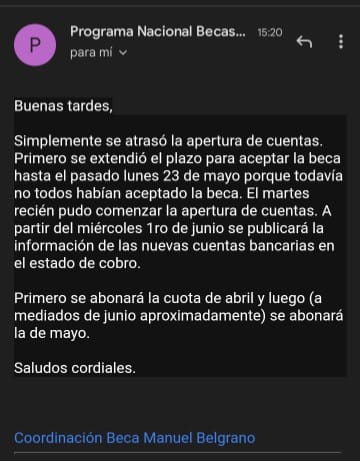 Programa Nacional Becas... 15:20
P
para mí
Buenas tardes,
Simplemente se atrasó la apertura de cuentas.
Primero se extendió el plazo para aceptar la beca
hasta el pasado lunes 23 de mayo porque todavía
no todos habían aceptado la beca. El martes
recién pudo comenzar la apertura de cuentas. A
partir del miércoles 1ro de junio se publicará la
información de las nuevas cuentas bancarias en
el estado de cobro.
Primero se abonará la cuota de abril y luego (a
mediados de junio aproximadamente) se abonará
la de mayo.
Saludos cordiales.
Coordinación Beca Manuel Belgrano